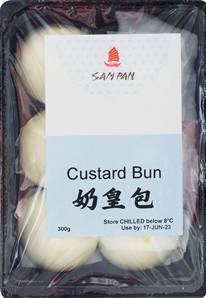 SAMPAN
Custard Bun
奶皇包
300g
Store CHILLED below 8°C
Use by: 17-JUN-23